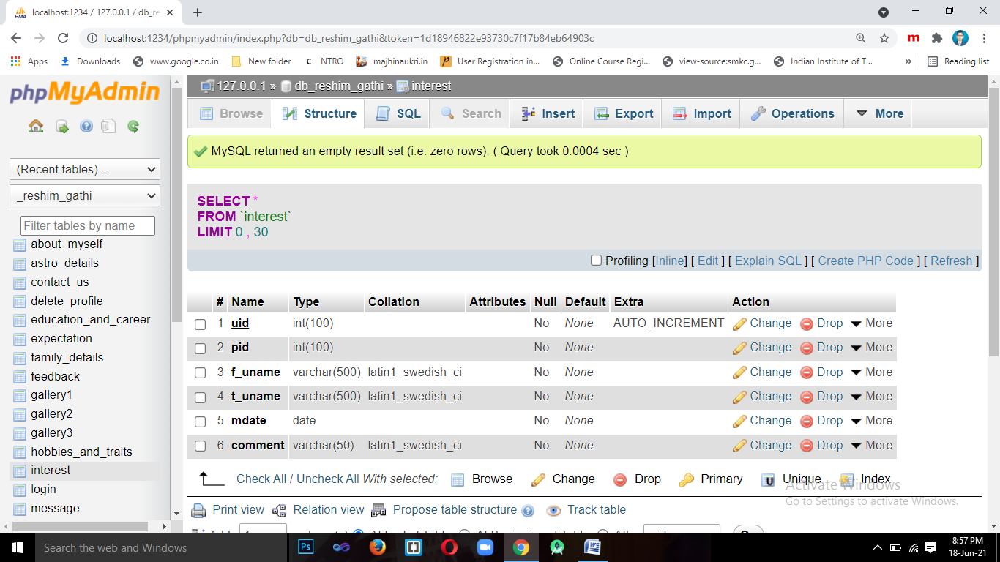 localhost:1234 / 127.0.0.1 / db_re
localhost:1234/phpmyadmin/index.php?db=db_reshim_gathi&token=1d18946822e93730c7f17b84eb64903c
Apps Downloads www.google.co.in New folder NTRO majhinaukri.in User Registration in... Online Course Regi... view-source:smkc.g... Indian Institute of T... » Reading list
phpMyAdmin
(Recent tables) ...
_reshim_gathi
Filter tables by name
about_myself
astro_details
contact_us
delete_profile
education_and_career
expectation
family_details
feedback
gallery1
gallery2
gallery3
hobbies_and_traits
interest
login
message
127.0.0.1 » db_reshim_gathi » interest
Browse Structure SQL Search Insert Export Import Operations More
MySQL returned an empty result set (i.e. zero rows). ( Query took 0.0004 sec )
SELECT *
FROM `interest`
LIMIT 0 , 30
Profiling [Inline] [ Edit ] [ Explain SQL ] [ Create PHP Code ] [ Refresh ]
# Name Type Collation Attributes Null Default Extra Action
1 uid int(100) No None AUTO_INCREMENT Change Drop More
2 pid int(100) No None Change Drop More
3 f_uname varchar(500) latin1_swedish_ci No None Change Drop More
4 t_uname varchar(500) latin1_swedish_ci No None Change Drop More
5 mdate date No None Change Drop More
6 comment varchar(50) latin1_swedish_ci No None Change Drop More
Check All / Uncheck All With selected: Browse Change Drop Primary Unique Index
Activate Windows
Go to Settings to activate Windows.
Print view Relation view Propose table structure Track table
Search the web and Windows
8:57 PM
18-Jun-21